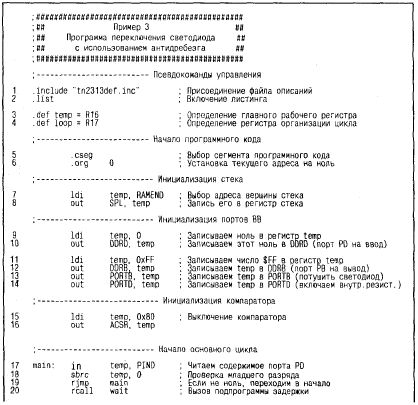 ;##########################################
;## Пример 3 ##
;## Программа переключения светодиода ##
;## с использованием антидребезга ##
;##########################################
;------------------------- Псевдокоманды управления
1 .include "tn2313def.inc" ; Присоединение файла описаний
2 .list ; Включение листинга
3 .def temp = R16 ; Определение главного рабочего регистра
4 .def loop = R17 ; Определение регистра организации цикла
;------------------------- Начало программного кода
5 .cseg ; Выбор сегмента программного кода
6 .org 0 ; Установка текущего адреса на ноль
;------------------------- Инициализация стека
7 ldi temp, RAMEND ; Выбор адреса вершины стека
8 out SPL, temp ; Запись его в регистр стека
;------------------------- Инициализация портов ВВ
9 ldi temp, 0 ; Записываем ноль в регистр temp
10 out DDRD, temp ; Записываем этот ноль в DDRD (порт PD на ввод)
11 ldi temp, 0xFF ; Записываем число $FF в регистр temp
12 out DDRB, temp ; Записываем temp в DDRB (порт PB на вывод)
13 out PORTB, temp ; Записываем temp в PORTB (потушить светодиод)
14 out PORTD, temp ; Записываем temp в PORTD (включаем внутр.резист.)
;------------------------- Инициализация компаратора
15 ldi temp, 0x80 ; Выключение компаратора
16 out ACSR, temp
;------------------------- Начало основного цикла
17 main: in temp, PIND ; Читаем содержимое порта PD
18 sbrc temp, 0 ; Проверка младшего разряда
19 rjmp main ; Если не ноль, переходим в начало
20 rcall wait ; Вызов подпрограммы задержки